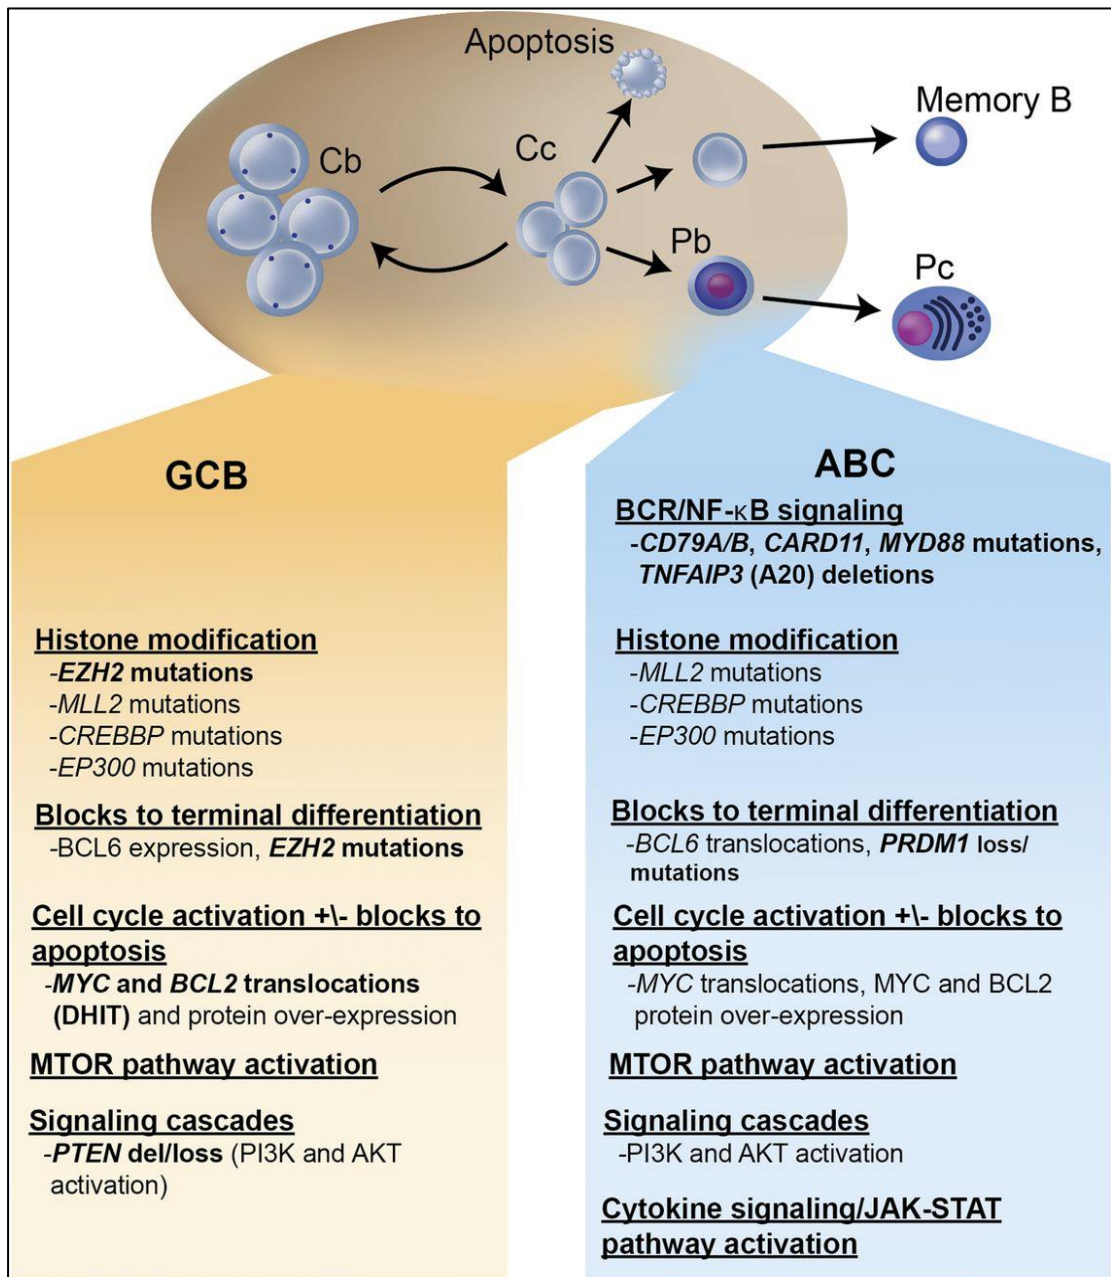 Apoptosis
Memory B
Cb
Cc
Pb
Pc
GCB
Histone modification
-EZH2 mutations
-MLL2 mutations
-CREBBP mutations
-EP300 mutations
Blocks to terminal differentiation
-BCL6 expression, EZH2 mutations
Cell cycle activation +\- blocks to
apoptosis
-MYC and BCL2 translocations
(DHIT) and protein over-expression
MTOR pathway activation
Signaling cascades
-PTEN del/loss (PI3K and AKT
activation)
ABC
BCR/NF-κB signaling
-CD79A/B, CARD11, MYD88 mutations,
TNFAIP3 (A20) deletions
Histone modification
-MLL2 mutations
-CREBBP mutations
-EP300 mutations
Blocks to terminal differentiation
-BCL6 translocations, PRDM1 loss/
mutations
Cell cycle activation +\- blocks to
apoptosis
-MYC translocations, MYC and BCL2
protein over-expression
MTOR pathway activation
Signaling cascades
-PI3K and AKT activation
Cytokine signaling/JAK-STAT
pathway activation